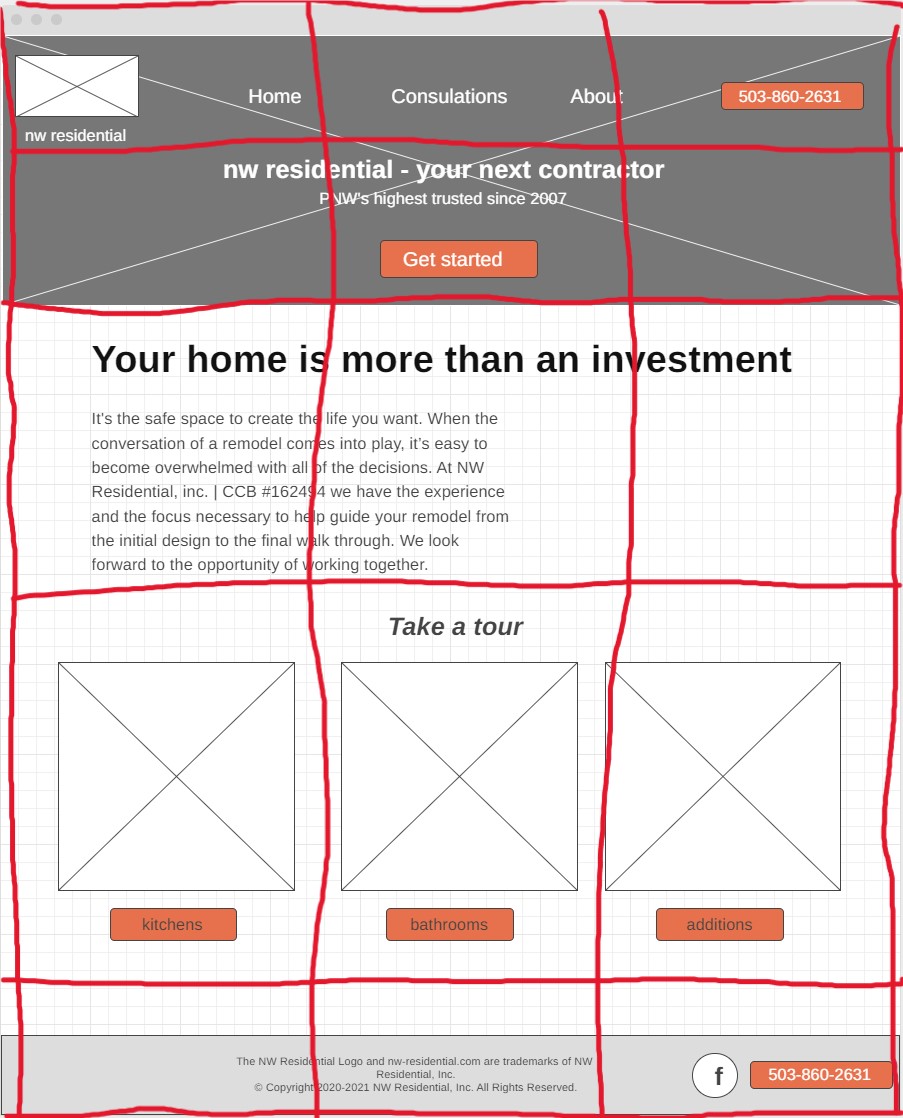 Home
Consulations
About
503-860-2631
nw residential
nw residential - your next contractor
PNW's highest trusted since 2007
Get started
Your home is more than an investment
It's the safe space to create the life you want. When the
conversation of a remodel comes into play, it's easy to
become overwhelmed with all of the decisions. At NW
Residential, inc. | CCB #162494 we have the experience
and the focus necessary to help guide your remodel from
the initial design to the final walk through. We look
forward to the opportunity of working together.
Take a tour
kitchens
bathrooms
additions
The NW Residential Logo and nw-residential.com are trademarks of NW
Residential, Inc.
© Copyright 2020-2021 NW Residential, Inc. All Rights Reserved.
f
503-860-2631